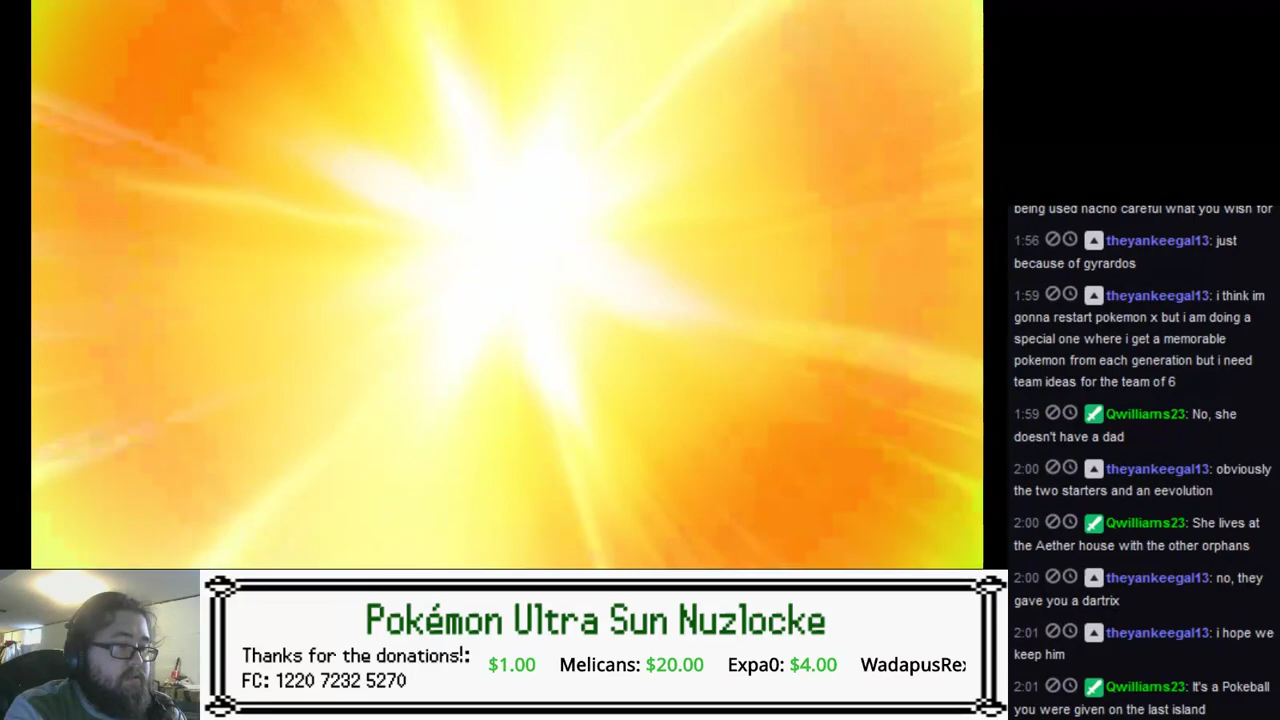 being used nacho careful what you wish for
1:56 theyankeegal13: just
because of gyrardos
1:59 theyankeegal13: i think im
gonna restart pokemon x but i am doing a
special one where i get a memorable
pokemon from each generation but i need
team ideas for the team of 6
1:59 Qwilliams23: No, she
doesn't have a dad
2:00 theyankeegal13: obviously
the two starters and an eevolution
2:00 Qwilliams23: She lives at
the Aether house with the other orphans
2:00 theyankeegal13: no, they
gave you a dartrix
2:01 theyankeegal13: i hope we
keep him
2:01 Qwilliams23: It's a Pokeball
you were given on the last island
Pokémon Ultra Sun Nuzlocke
Thanks for the donations!: $1.00 Melicans: $20.00 Expa0: $4.00 WadapusRex
FC: 1220 7232 5270